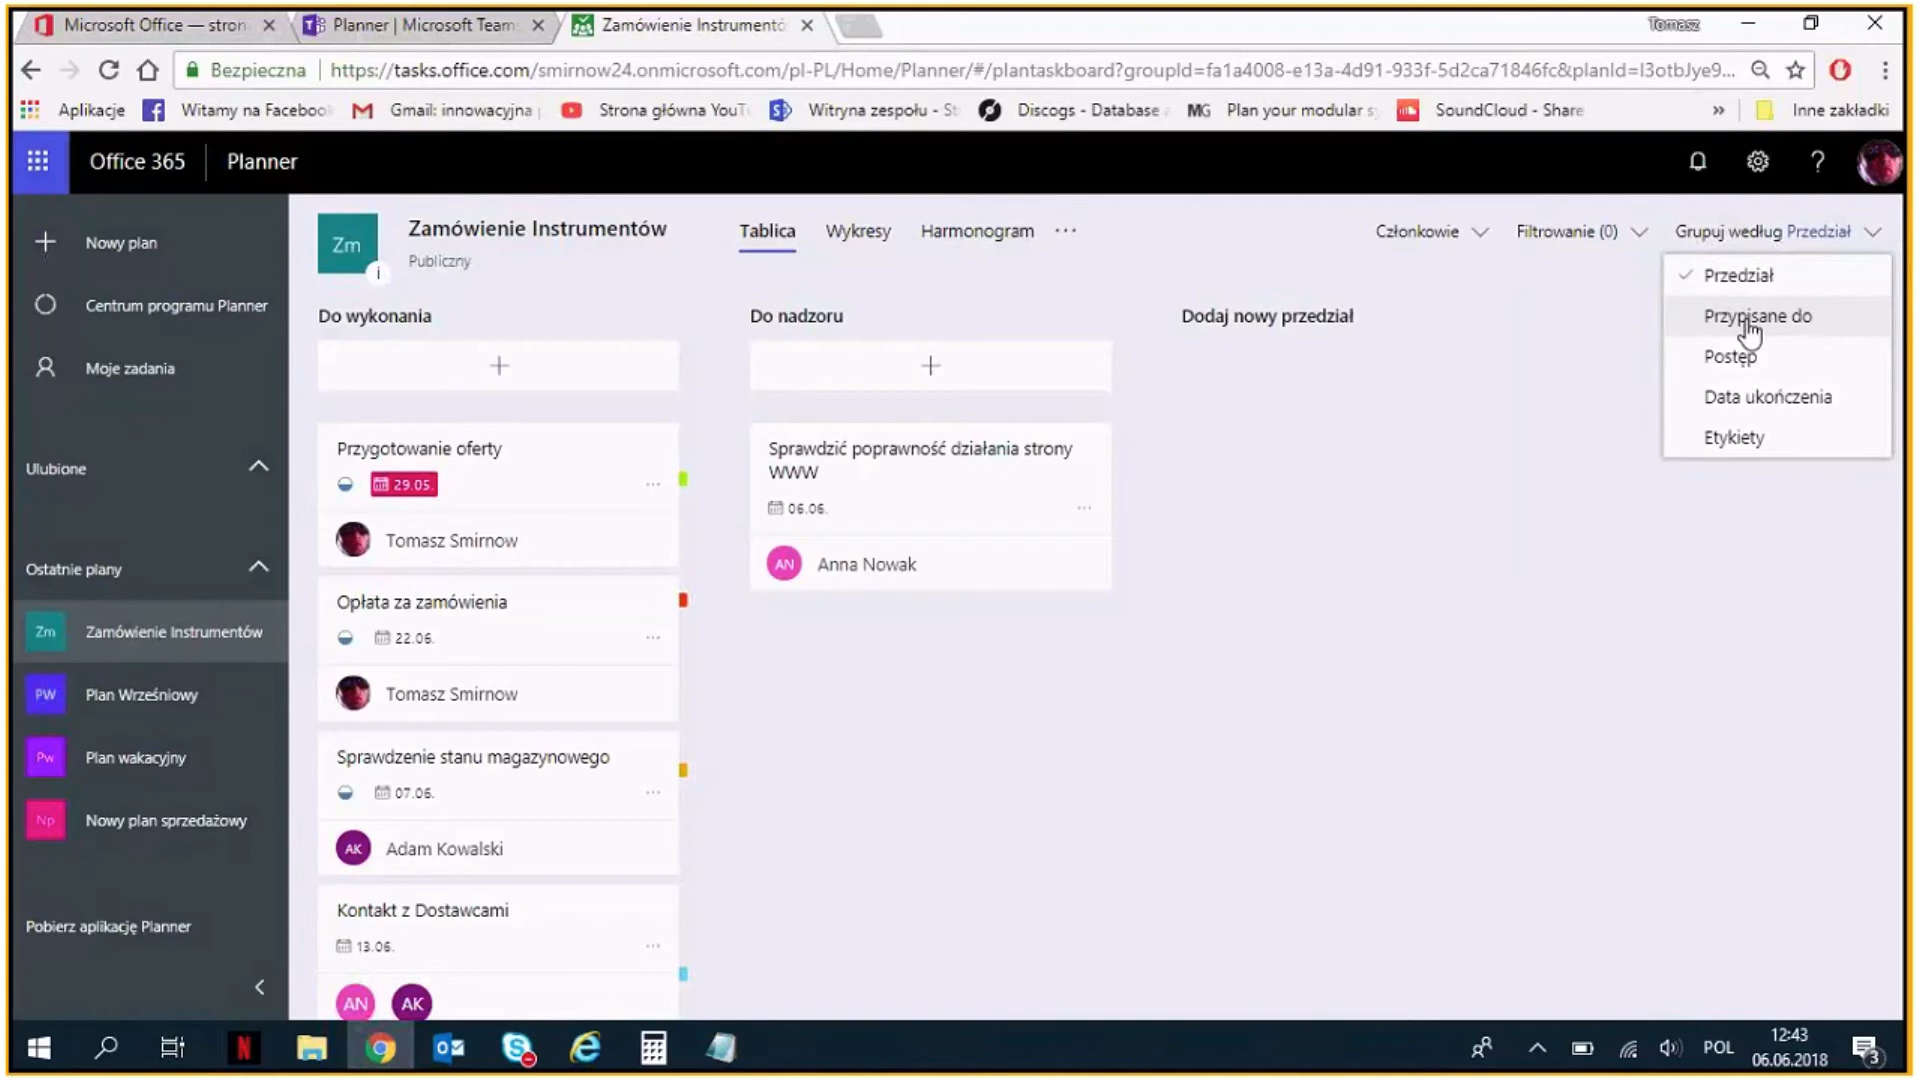 Microsoft Office — stron
Planner | Microsoft Team
Zamówienie Instrumentó
Tomasz
Bezpieczna
https://tasks.office.com/smirnow24.onmicrosoft.com/pl-PL/Home/Planner/#/plantaskboard?groupId=fa1a4008-e13a-4d91-933f-5d2ca71846fc&planId=I3otbJye9...
Aplikacje
Witamy na Facebook
Gmail: innowacyjna
Strona główna YouT
Witryna zespołu - St
Discogs - Database
MG
Plan your modular sy
SoundCloud - Share
»
Inne zakładki
Office 365
Planner
?
Nowy plan
Centrum programu Planner
Moje zadania
Ulubione
Ostatnie plany
Zm
Zamówienie Instrumentów
PW
Plan Wrześniowy
Pw
Plan wakacyjny
Np
Nowy plan sprzedażowy
Pobierz aplikację Planner
Zm
i
Zamówienie Instrumentów
Publiczny
Tablica
Wykresy
Harmonogram
...
Członkowie
Filtrowanie (0)
Grupuj według Przedział
Przedział
Przypisane do
Postęp
Data ukończenia
Etykiety
Do wykonania
+
Przygotowanie oferty
29.05.
...
Tomasz Smirnow
Opłata za zamówienia
22.06.
...
Tomasz Smirnow
Sprawdzenie stanu magazynowego
07.06.
...
AK
Adam Kowalski
Kontakt z Dostawcami
13.06.
...
AN
AK
Do nadzoru
+
Sprawdzić poprawność działania strony
WWW
06.06.
...
AN
Anna Nowak
Dodaj nowy przedział
POL
12:43
06.06.2018
3